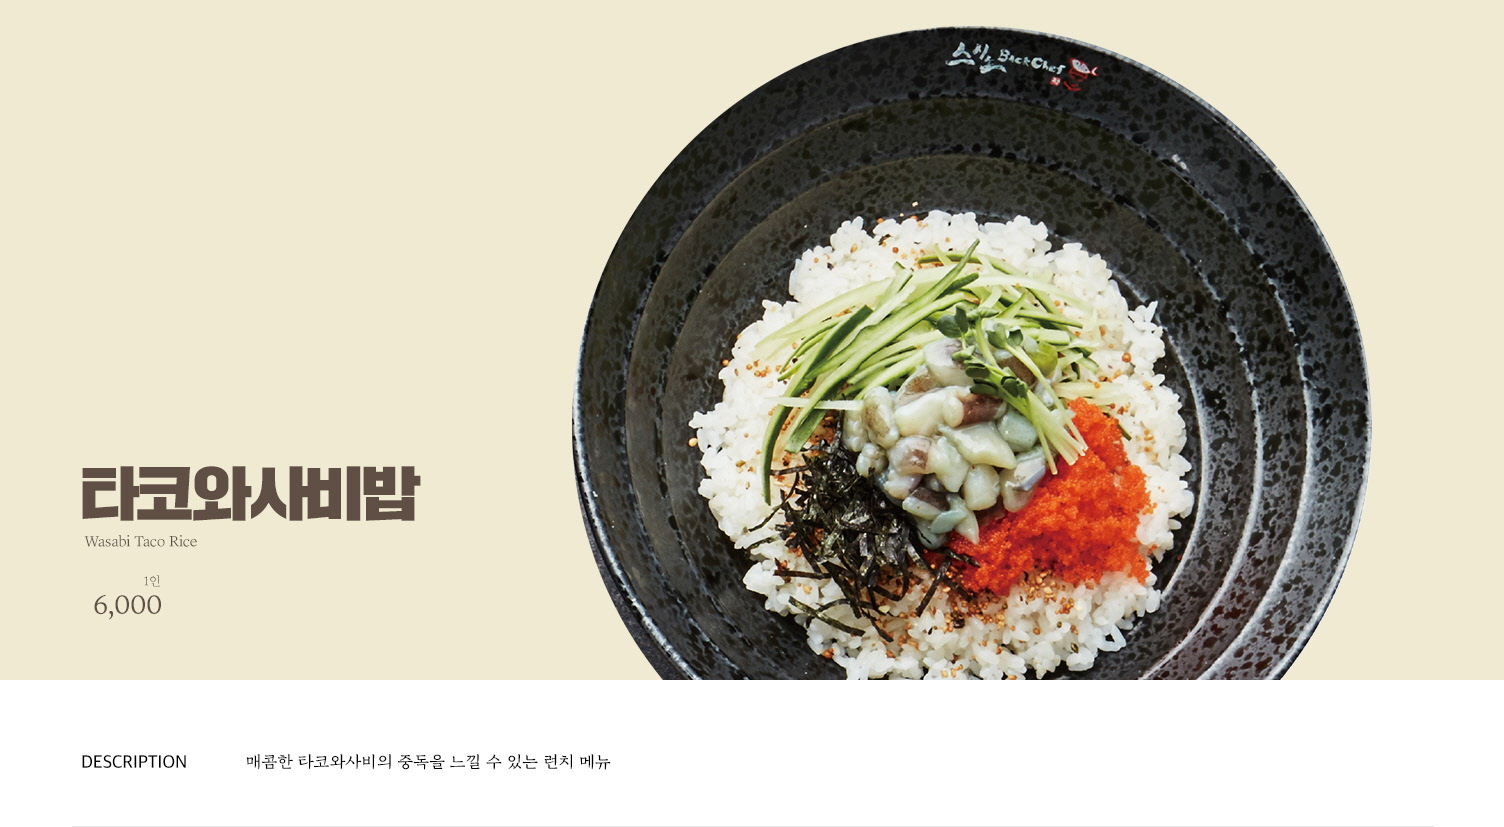 스시노 BackChef
타코와사비밥
Wasabi Taco Rice
1인
6,000
DESCRIPTION
매콤한 타코와사비의 중독을 느낄 수 있는 런치 메뉴